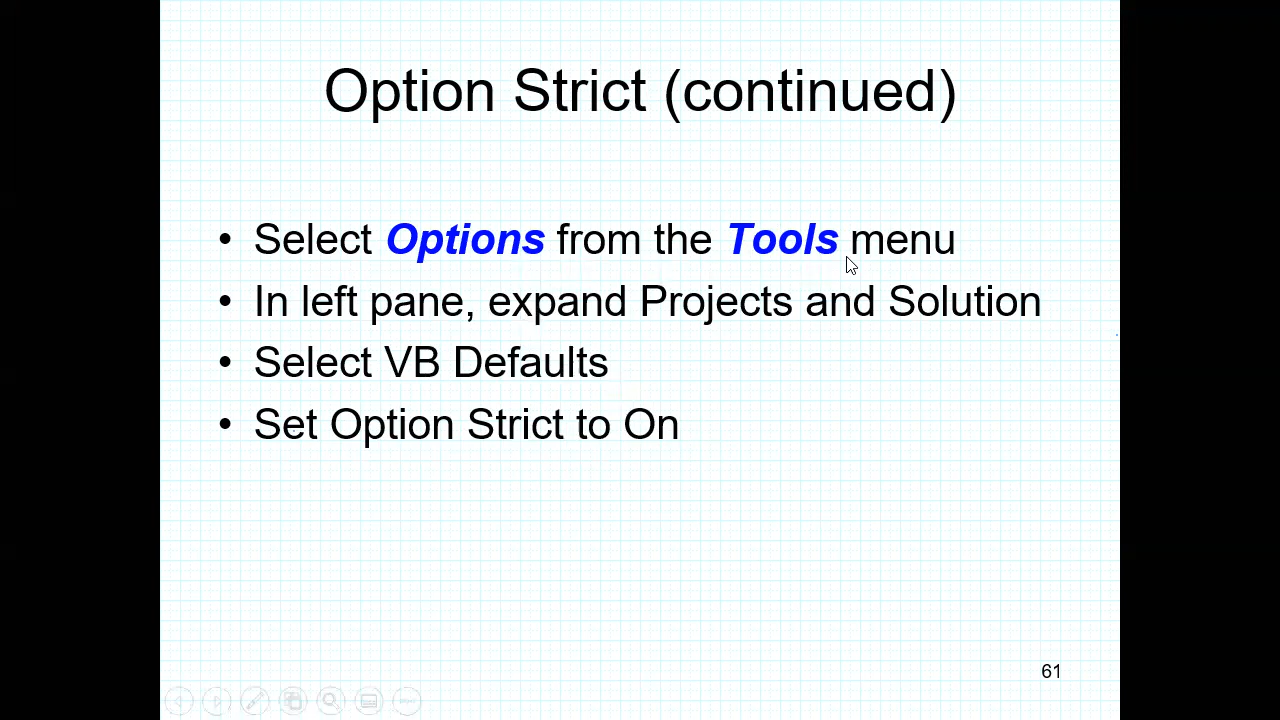 Option Strict (continued)
• Select Options from the Tools menu
• In left pane, expand Projects and Solution
• Select VB Defaults
• Set Option Strict to On
61